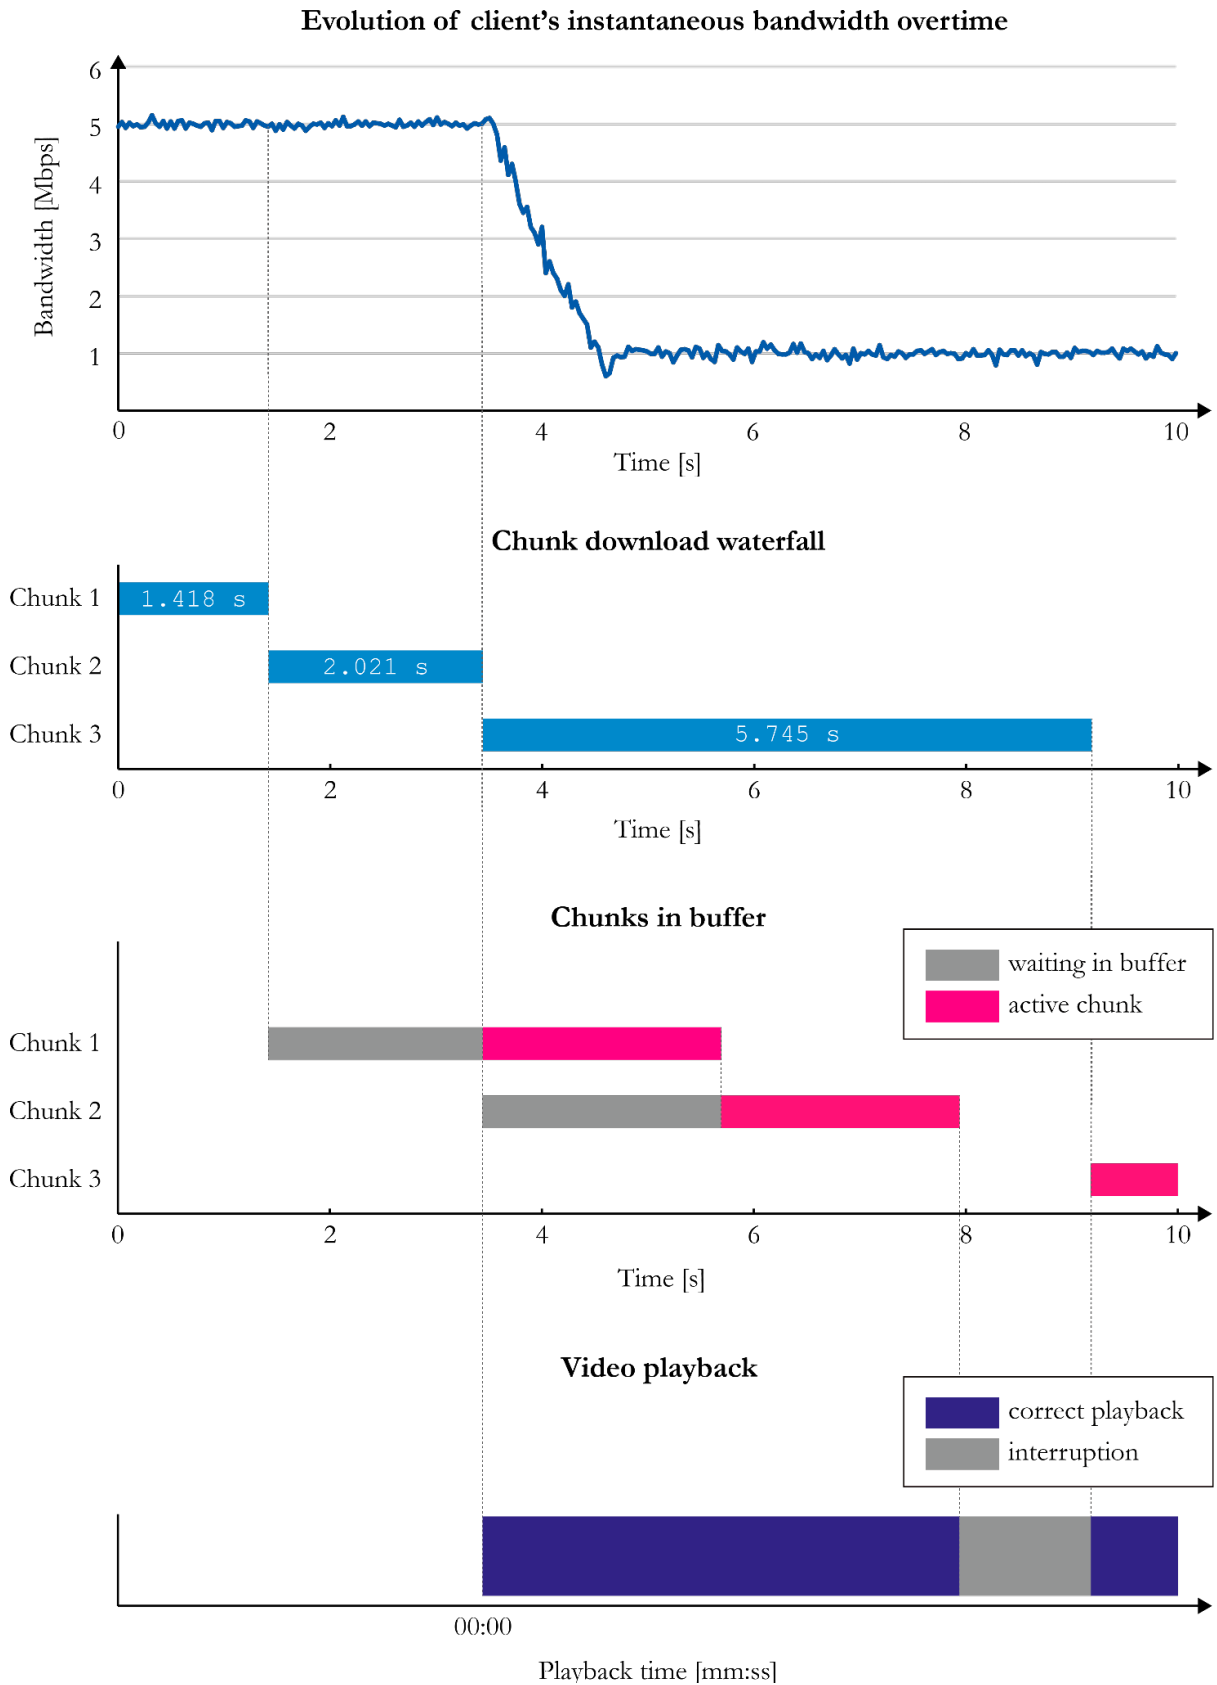 Evolution of client's instantaneous bandwidth overtime
6
5
4
3
2
1
Bandwidth [Mbps]
0 2 4 6 8 10
Time [s]
Chunk download waterfall
Chunk 1 1.418 s
Chunk 2 2.021 s
Chunk 3 5.745 s
0 2 4 6 8 10
Time [s]
Chunks in buffer
waiting in buffer
active chunk
Chunk 1
Chunk 2
Chunk 3
0 2 4 6 8 10
Time [s]
Video playback
correct playback
interruption
00:00
Playback time [mm:ss]